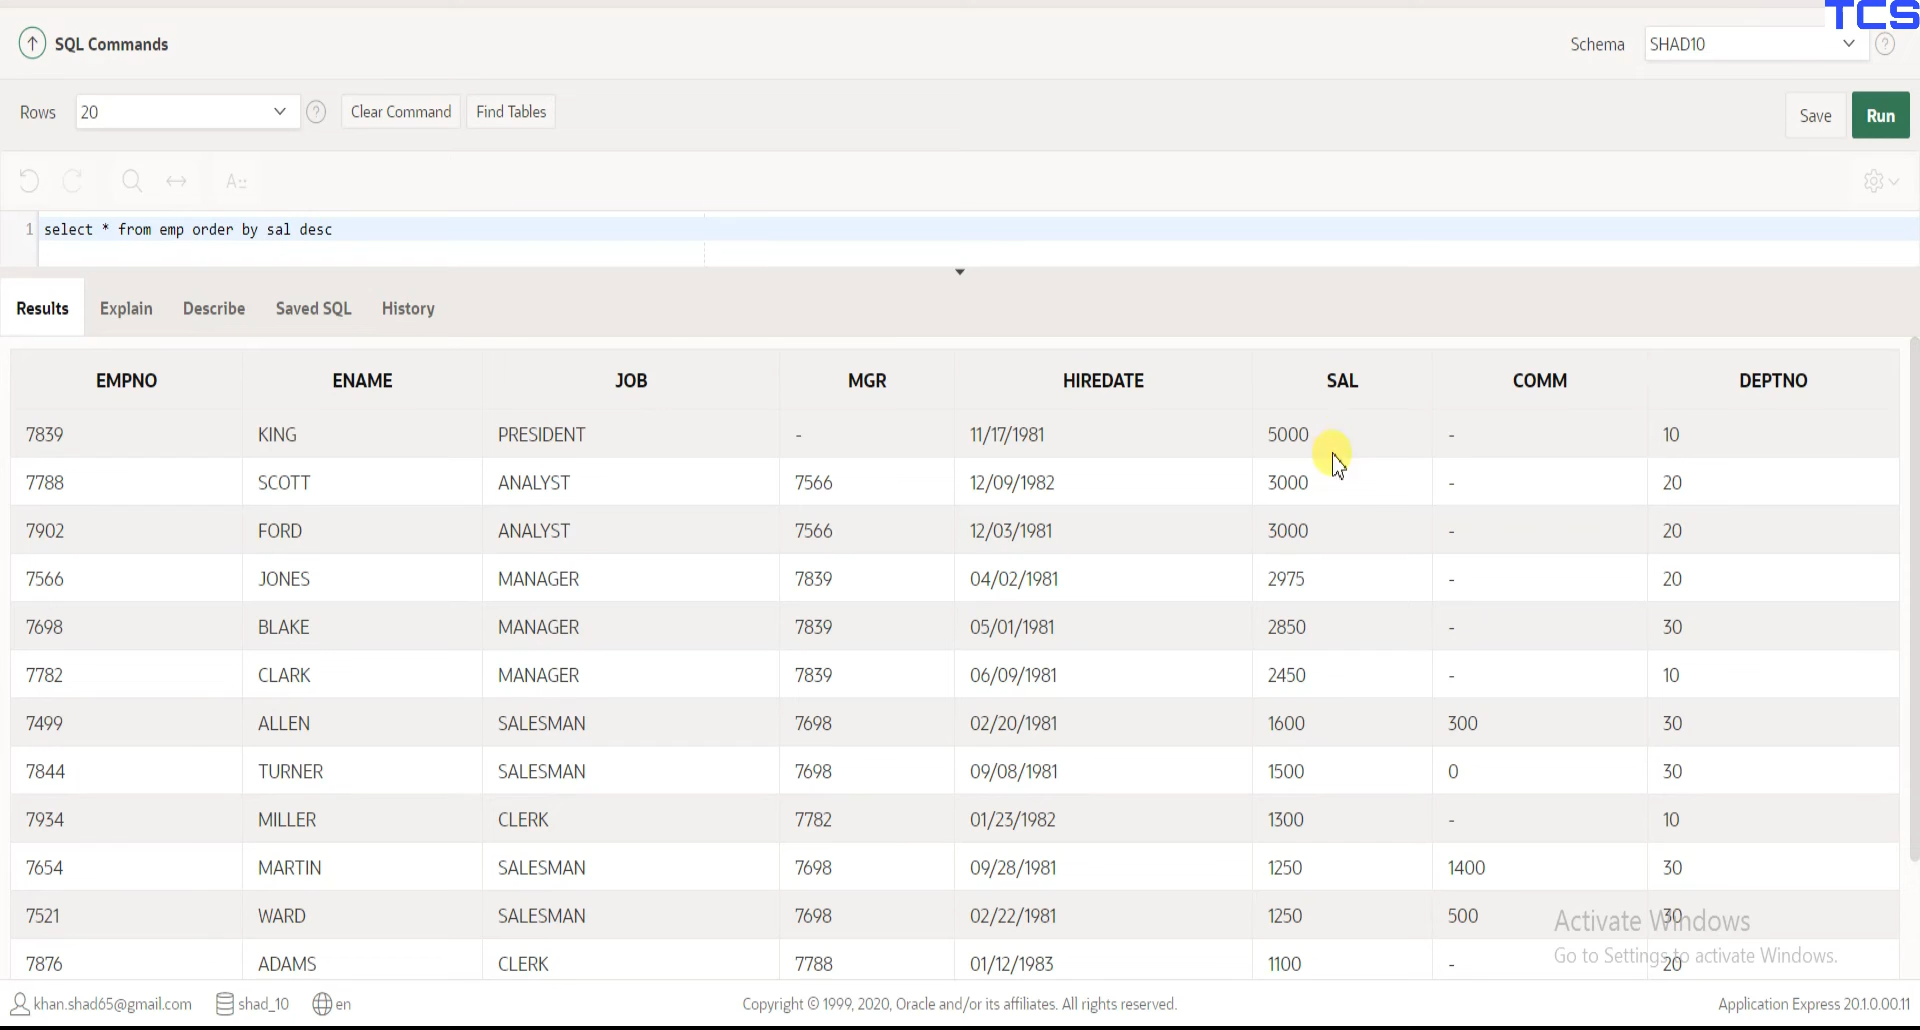 TCS
SQL Commands
Schema SHAD10
Rows 20 Clear Command Find Tables Save Run
1 select * from emp order by sal desc
Results Explain Describe Saved SQL History
EMPNO ENAME JOB MGR HIREDATE SAL COMM DEPTNO
7839 KING PRESIDENT - 11/17/1981 5000 - 10
7788 SCOTT ANALYST 7566 12/09/1982 3000 - 20
7902 FORD ANALYST 7566 12/03/1981 3000 - 20
7566 JONES MANAGER 7839 04/02/1981 2975 - 20
7698 BLAKE MANAGER 7839 05/01/1981 2850 - 30
7782 CLARK MANAGER 7839 06/09/1981 2450 - 10
7499 ALLEN SALESMAN 7698 02/20/1981 1600 300 30
7844 TURNER SALESMAN 7698 09/08/1981 1500 0 30
7934 MILLER CLERK 7782 01/23/1982 1300 - 10
7654 MARTIN SALESMAN 7698 09/28/1981 1250 1400 30
7521 WARD SALESMAN 7698 02/22/1981 1250 500 30
7876 ADAMS CLERK 7788 01/12/1983 1100 - 20
Activate Windows
Go to Settings to activate Windows.
khan.shad65@gmail.com shad_10 en Copyright © 1999, 2020, Oracle and/or its affiliates. All rights reserved. Application Express 20.1.0.00.11